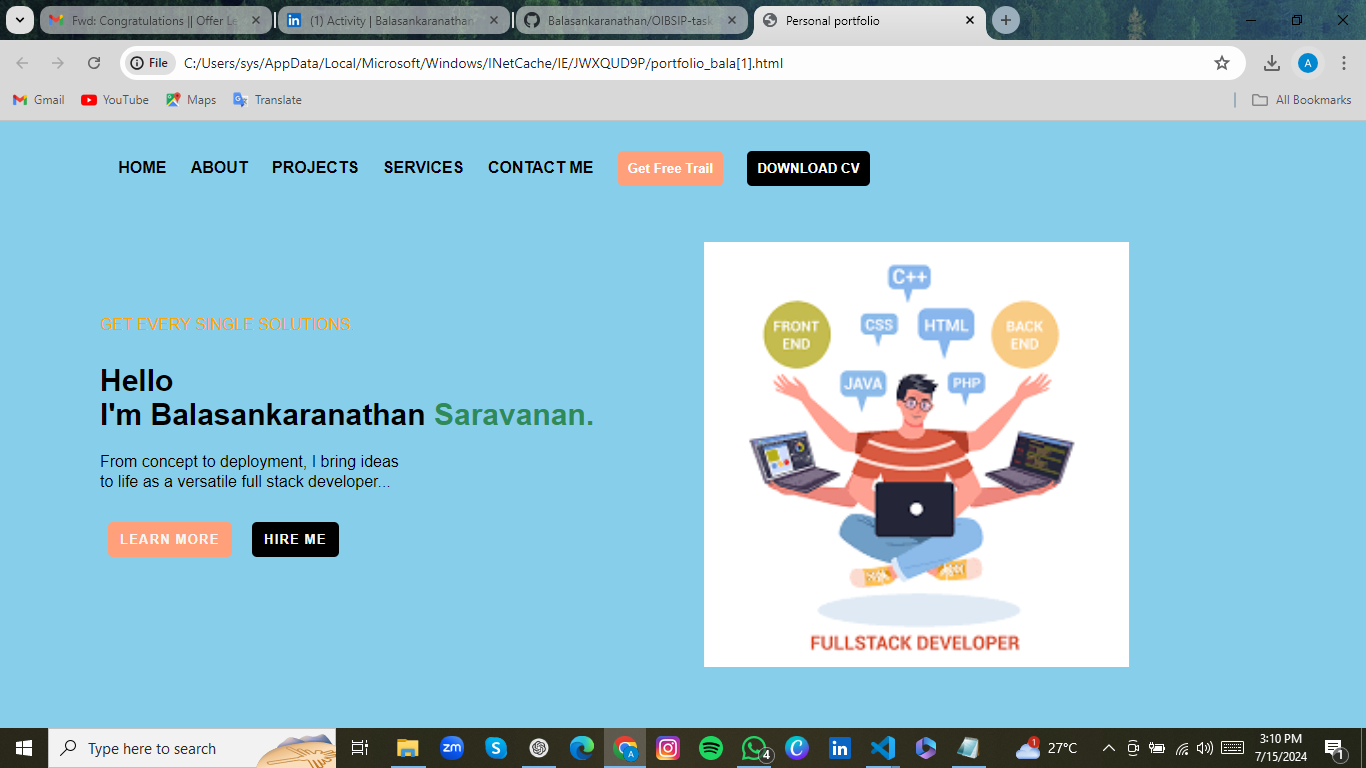 Fwd: Congratulations || Offer Le
(1) Activity | Balasankaranathan
Balasankaranathan/OIBSIP-task
Personal portfolio
File
C:/Users/sys/AppData/Local/Microsoft/Windows/INetCache/IE/JWXQUD9P/portfolio_bala[1].html
A
Gmail
YouTube
Maps
Translate
All Bookmarks
HOME
ABOUT
PROJECTS
SERVICES
CONTACT ME
Get Free Trail
DOWNLOAD CV
GET EVERY SINGLE SOLUTIONS
Hello
I'm Balasankaranathan Saravanan.
From concept to deployment, I bring ideas
to life as a versatile full stack developer...
LEARN MORE
HIRE ME
C++
FRONT
END
CSS
HTML
BACK
END
JAVA
PHP
FULLSTACK DEVELOPER
Type here to search
zm
4
1
27°C
3:10 PM
7/15/2024
1